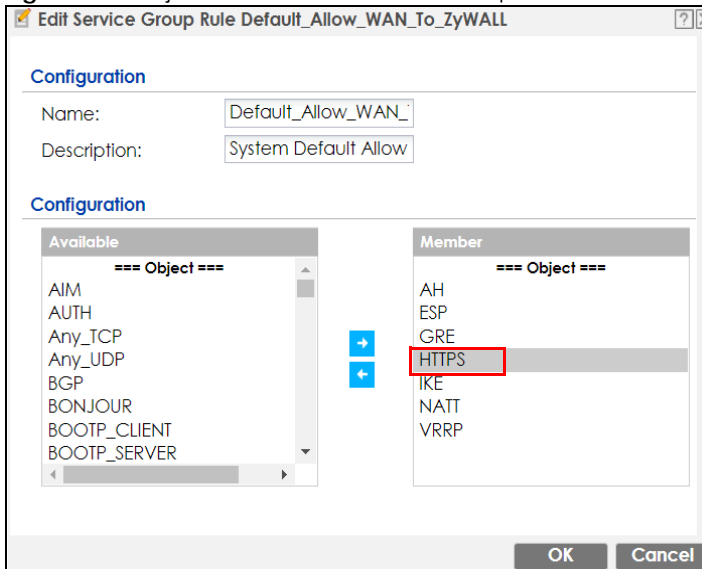 Edit Service Group Rule Default_Allow_WAN_To_ZyWALL
Configuration
Name: Default_Allow_WAN_
Description: System Default Allow
Configuration
Available
=== Object ===
AIM
AUTH
Any_TCP
Any_UDP
BGP
BONJOUR
BOOTP_CLIENT
BOOTP_SERVER
Member
=== Object ===
AH
ESP
GRE
HTTPS
IKE
NATT
VRRP
OK Cancel